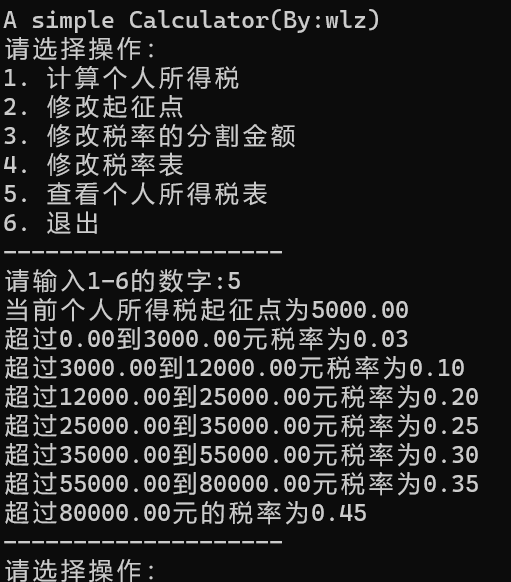 A simple Calculator(By:wlz)
请选择操作:
1. 计算个人所得税
2. 修改起征点
3. 修改税率的分割金额
4. 修改税率表
5. 查看个人所得税表
6. 退出
--------------------
请输入1-6的数字:5
当前个人所得税起征点为5000.00
超过0.00到3000.00元税率为0.03
超过3000.00到12000.00元税率为0.10
超过12000.00到25000.00元税率为0.20
超过25000.00到35000.00元税率为0.25
超过35000.00到55000.00元税率为0.30
超过55000.00到80000.00元税率为0.35
超过80000.00元的税率为0.45
--------------------
请选择操作: